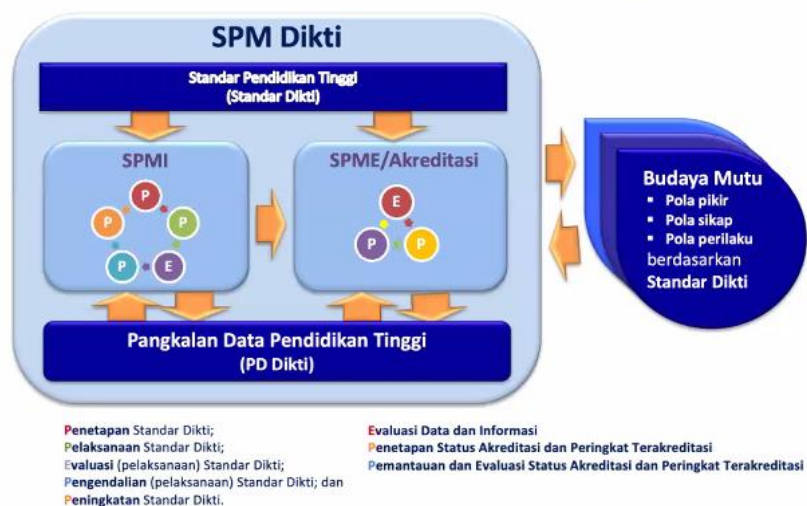 SPM Dikti
Standar Pendidikan Tinggi
(Standar Dikti)
SPMI
P
P
P
P
E
SPME/Akreditasi
E
P
P
Budaya Mutu
▪ Pola pikir
▪ Pola sikap
▪ Pola perilaku
berdasarkan
Standar Dikti
Pangkalan Data Pendidikan Tinggi
(PD Dikti)
Penetapan Standar Dikti;
Pelaksanaan Standar Dikti;
Evaluasi (pelaksanaan) Standar Dikti;
Pengendalian (pelaksanaan) Standar Dikti; dan
Peningkatan Standar Dikti.
Evaluasi Data dan Informasi
Penetapan Status Akreditasi dan Peringkat Terakreditasi
Pemantauan dan Evaluasi Status Akreditasi dan Peringkat Terakreditasi